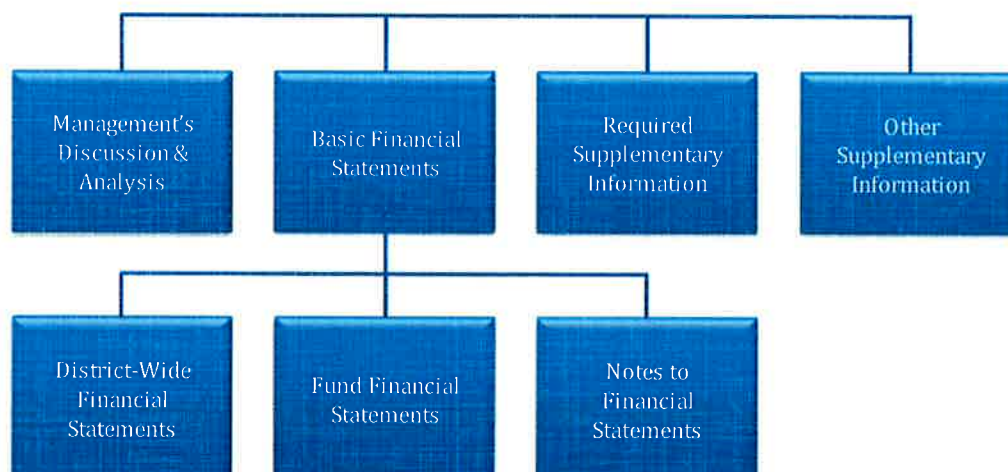 Management's
Discussion &
Analysis
Basic Financial
Statements
Required
Supplementary
Information
Other
Supplementary
Information
District-Wide
Financial
Statements
Fund Financial
Statements
Notes to
Financial
Statements